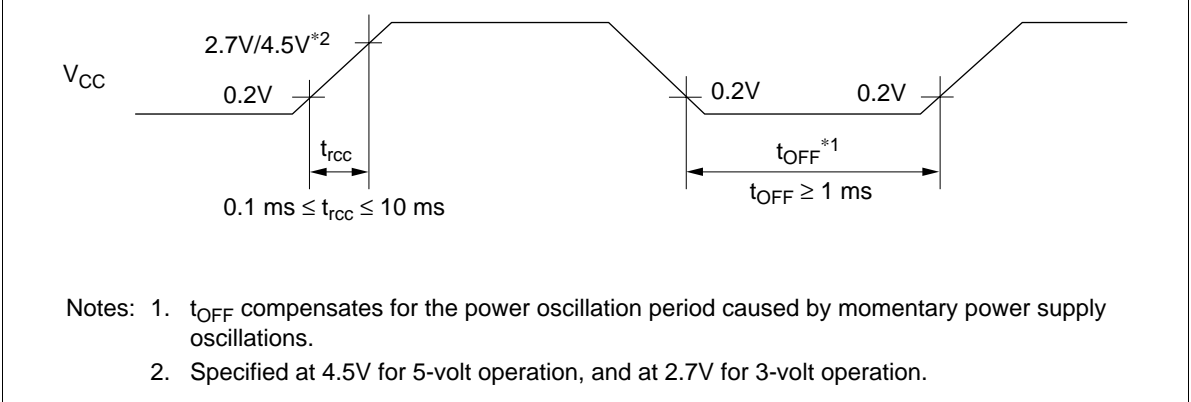 2.7V/4.5V*2
VCC
0.2V
0.2V
0.2V
trcc
tOFF*1
tOFF ≥ 1 ms
0.1 ms ≤ trcc ≤ 10 ms
Notes: 1. tOFF compensates for the power oscillation period caused by momentary power supply
oscillations.
2. Specified at 4.5V for 5-volt operation, and at 2.7V for 3-volt operation.